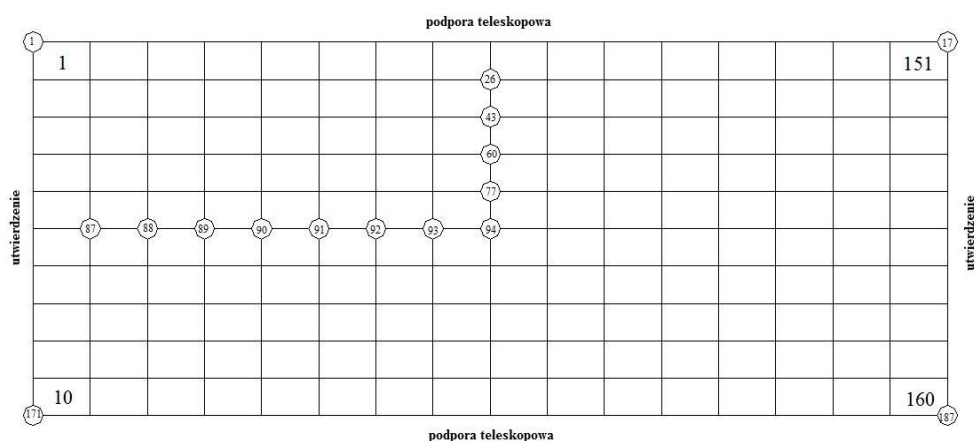 podpora teleskopowa
1 17
1 151
26
43
60
utwierdzenie 77 utwierdzenie
87 88 89 90 91 92 93 94
10 160
171 187
podpora teleskopowa